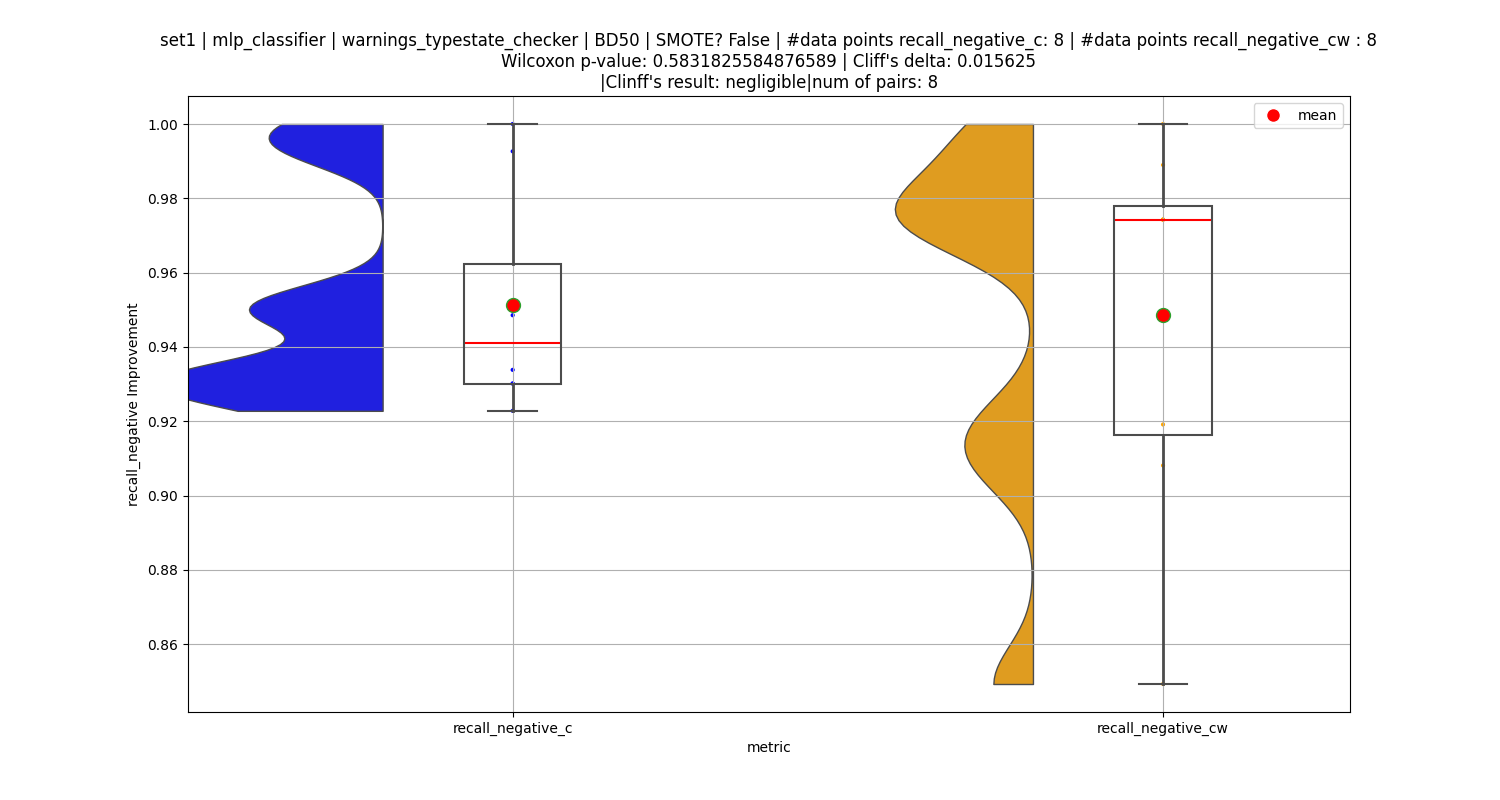 set1 | mlp_classifier | warnings_typestate_checker | BD50 | SMOTE? False | #data points recall_negative_c: 8 | #data points recall_negative_cw : 8
Wilcoxon p-value: 0.5831825584876589 | Cliff's delta: 0.015625
|Clinff's result: negligible|num of pairs: 8
mean
1.00
0.98
0.96
0.94
0.92
0.90
0.88
0.86
recall_negative Improvement
recall_negative_c
recall_negative_cw
metric